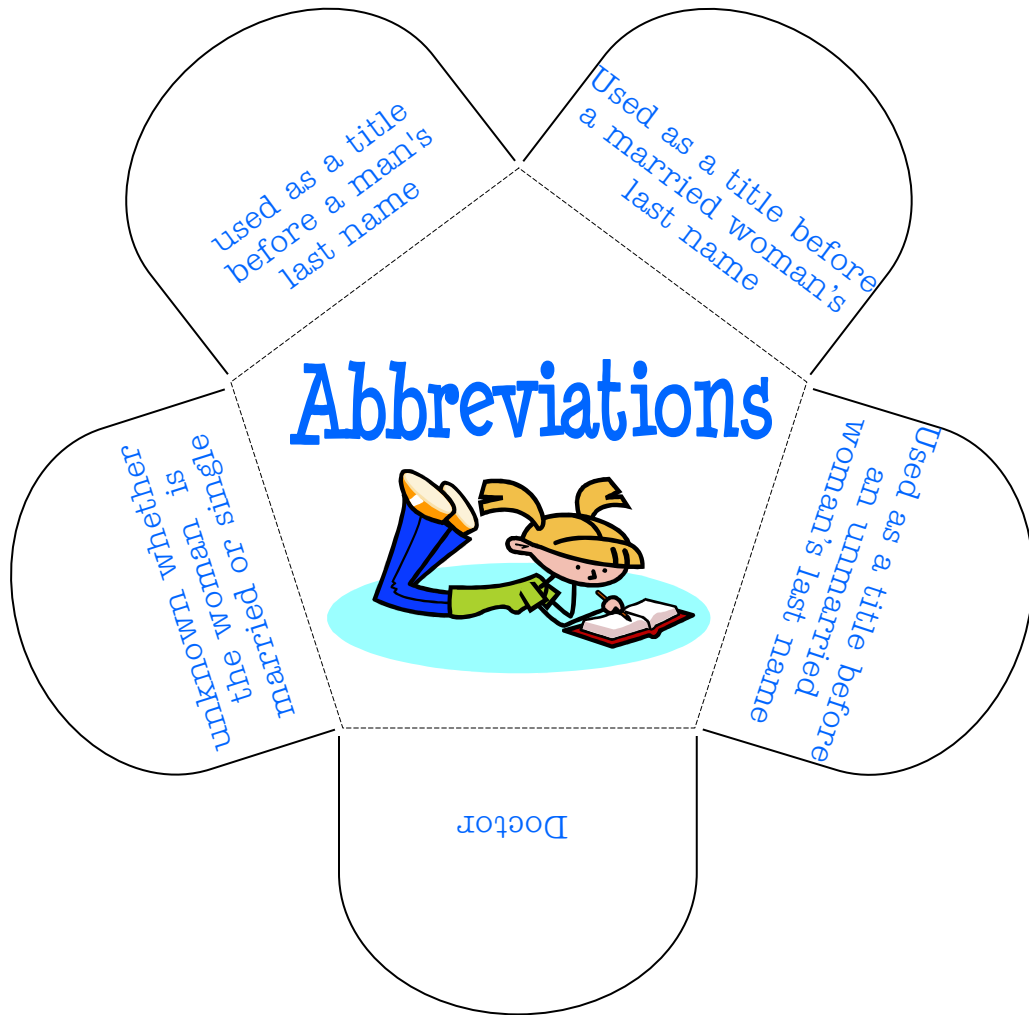 used as a title
before a man's
last name
Used as a title before
a married woman’s
last name
Abbreviations
unknown whether
the woman is
married or single
Used as a title before
an unmarried
woman's last name
Doctor